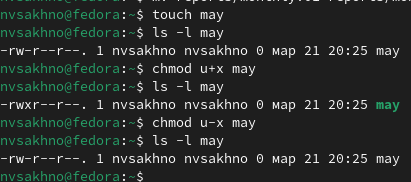 nvsakhno@fedora:~$ touch may
nvsakhno@fedora:~$ ls -l may
-rw-r--r--. 1 nvsakhno nvsakhno 0 мар 21 20:25 may
nvsakhno@fedora:~$ chmod u+x may
nvsakhno@fedora:~$ ls -l may
-rwxr--r--. 1 nvsakhno nvsakhno 0 мар 21 20:25 may
nvsakhno@fedora:~$ chmod u-x may
nvsakhno@fedora:~$ ls -l may
-rw-r--r--. 1 nvsakhno nvsakhno 0 мар 21 20:25 may
nvsakhno@fedora:~$